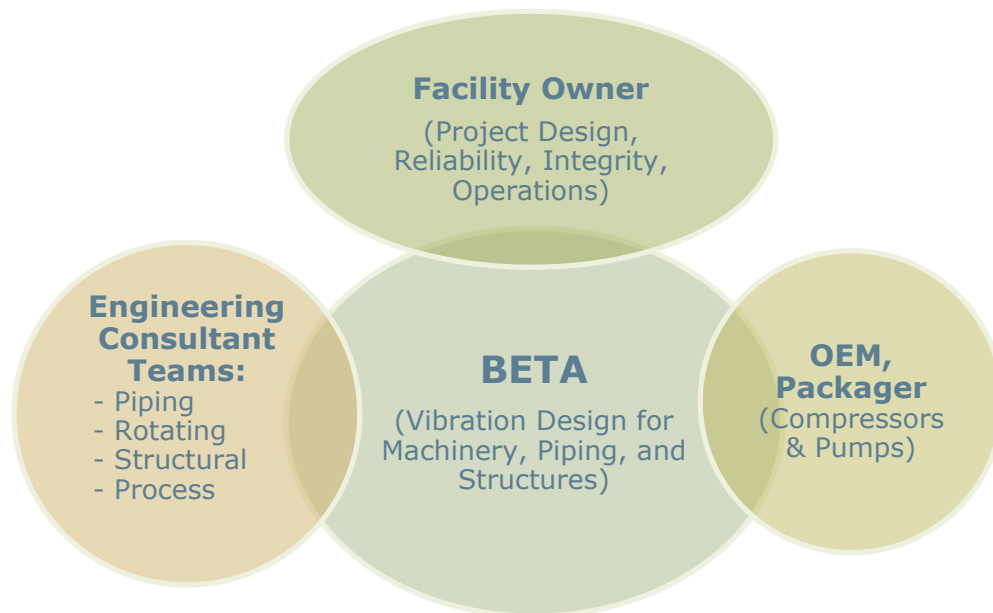 Facility Owner
(Project Design,
Reliability, Integrity,
Operations)
Engineering
Consultant
Teams:
- Piping
- Rotating
- Structural
- Process
BETA
(Vibration Design for
Machinery, Piping, and
Structures)
OEM,
Packager
(Compressors
& Pumps)